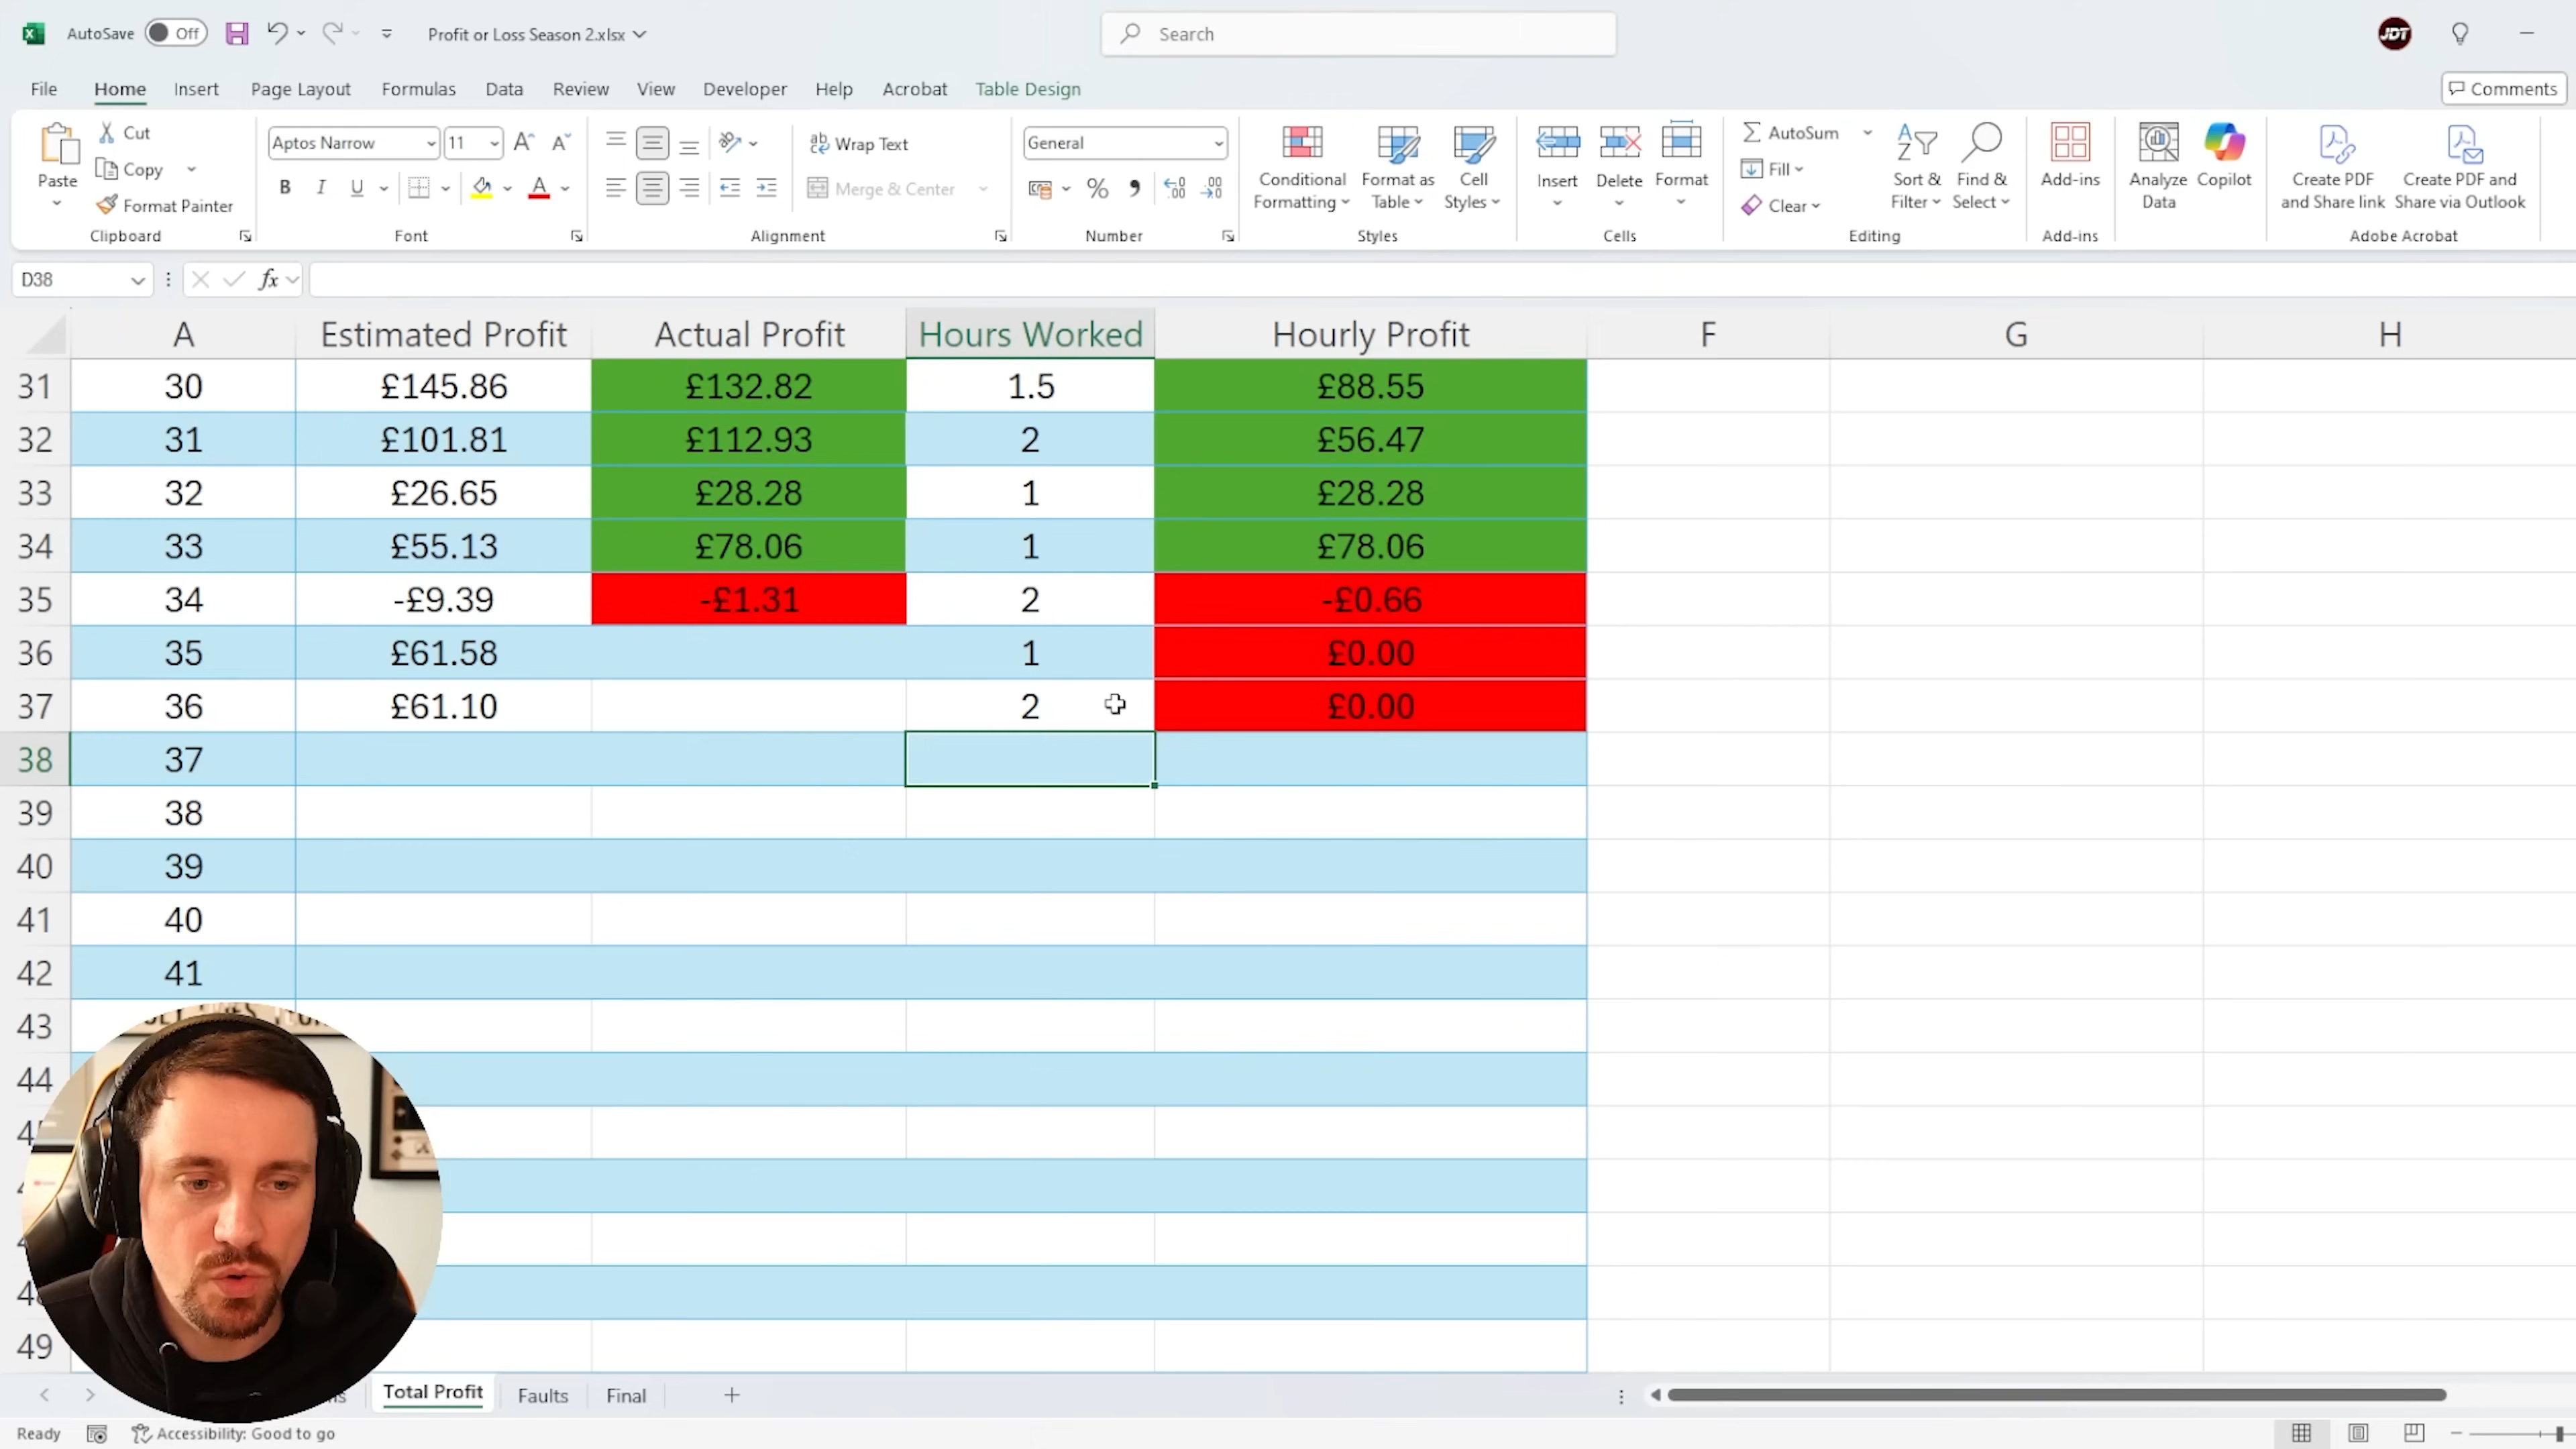 AutoSave Off Profit or Loss Season 2.xlsx Search JDT
File Home Insert Page Layout Formulas Data Review View Developer Help Acrobat Table Design Comments
Paste Cut Copy Format Painter Clipboard
Aptos Narrow 11 B I U A Font
Wrap Text Merge & Center Alignment
General % Number
Conditional Formatting Format as Table Cell Styles Styles
Insert Delete Format Cells
AutoSum Fill Clear Sort & Filter Find & Select Editing
Add-ins Add-ins
Analyze Data Copilot
Create PDF and Share link Create PDF and Share via Outlook Adobe Acrobat
D38 fx
A Estimated Profit Actual Profit Hours Worked Hourly Profit F G H
31 30 £145.86 £132.82 1.5 £88.55
32 31 £101.81 £112.93 2 £56.47
33 32 £26.65 £28.28 1 £28.28
34 33 £55.13 £78.06 1 £78.06
35 34 -£9.39 -£1.31 2 -£0.66
36 35 £61.58 1 £0.00
37 36 £61.10 2 £0.00
38 37
39 38
40 39
41 40
42 41
43
44
49
Total Profit Faults Final
Ready Accessibility: Good to go